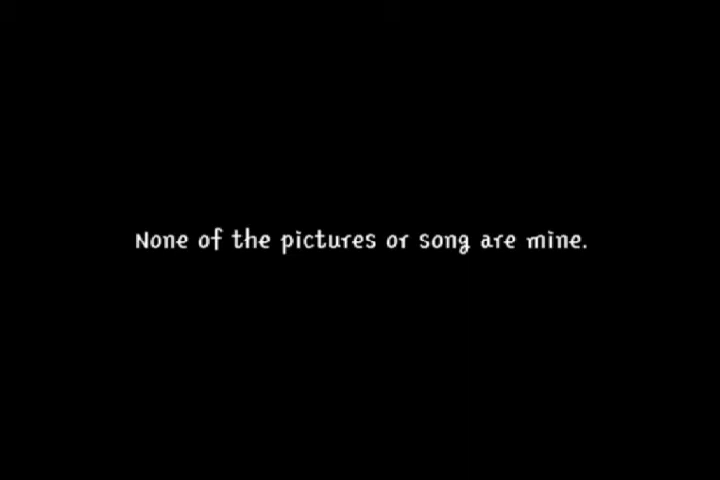 None of the pictures or song are mine.